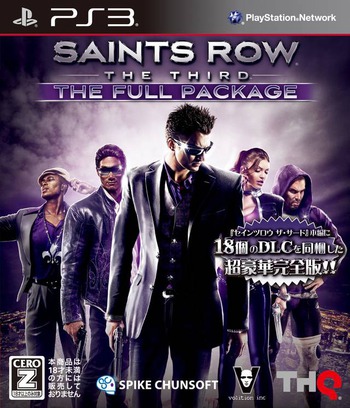 PS3
PlayStation®Network
SAINTS ROW
THE THIRD
THE FULL PACKAGE
『セインツロウ ザ・サード』本編に
18個のDLCを同梱した
超豪華完全版!!
CERO
Z
本商品は
18才未満
の方には
販売して
おりません
SPIKE CHUNSOFT
V
volition inc
THQ